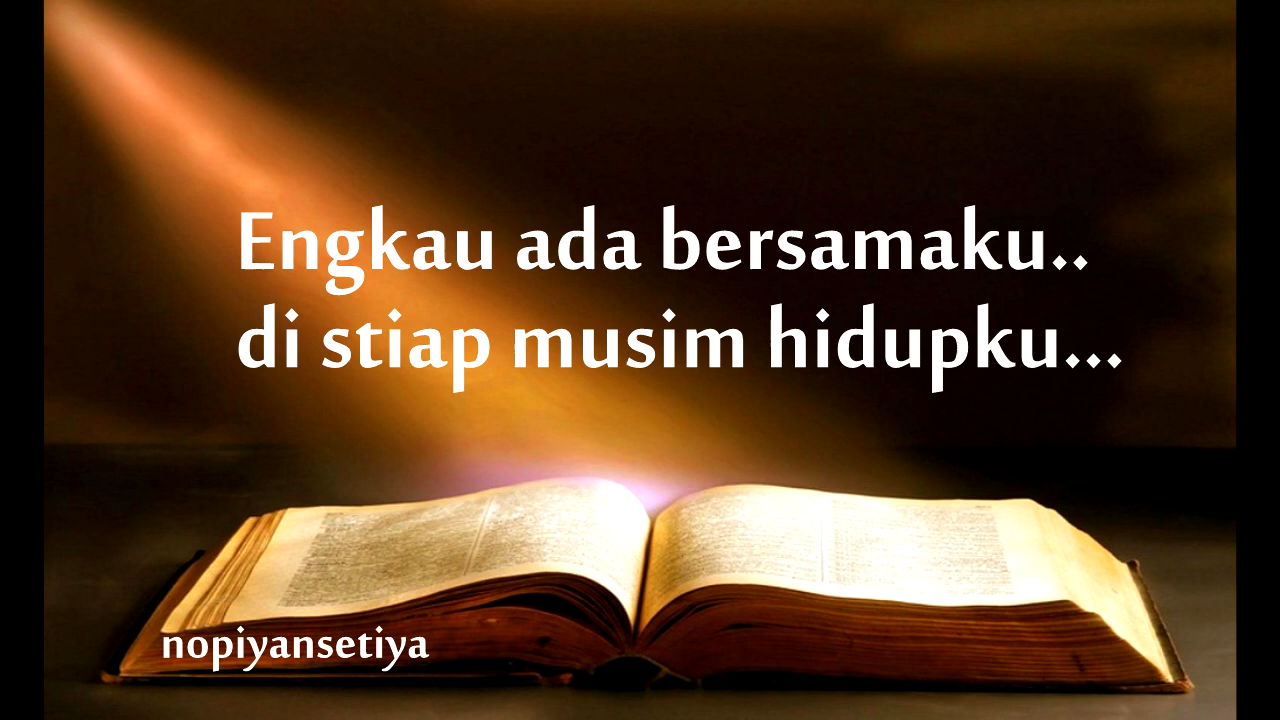 Engkau ada bersamaku..
di stiap musim hidupku...
nopiyansetiya